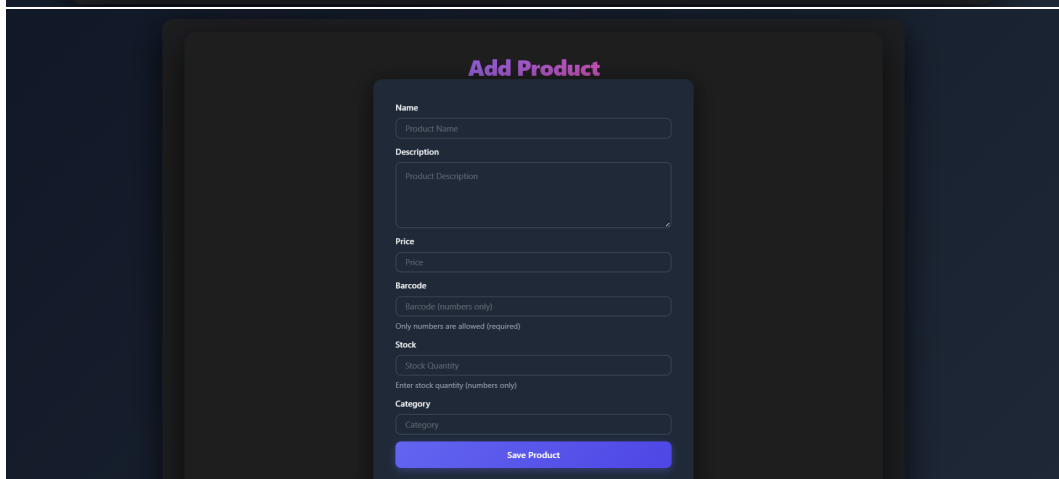 Add Product
Name
Product Name
Description
Product Description
Price
Price
Barcode
Barcode (numbers only)
Only numbers are allowed (required)
Stock
Stock Quantity
Enter stock quantity (numbers only)
Category
Category
Save Product